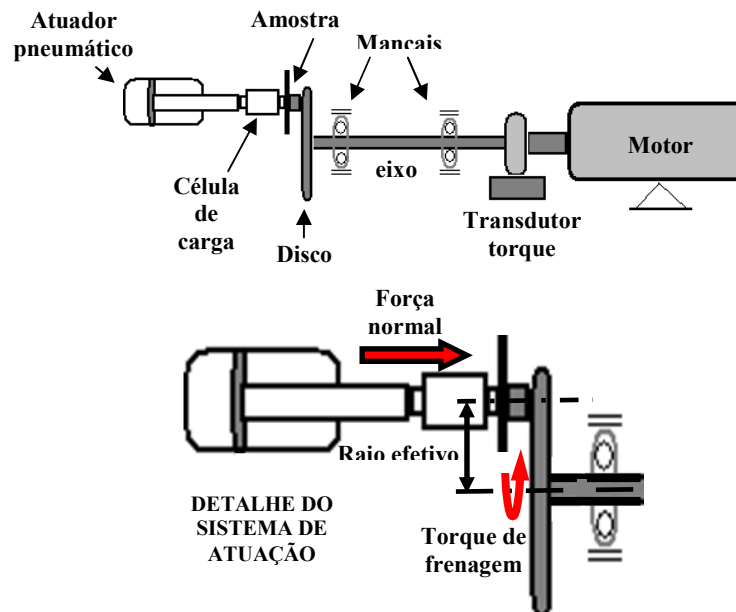 Atuador
pneumático
Amostra
Mancais
Célula
de
carga
Disco
eixo
Transdutor
torque
Motor
Força
normal
Raio efetivo
DETALHE DO
SISTEMA DE
ATUAÇÃO
Torque de
frenagem